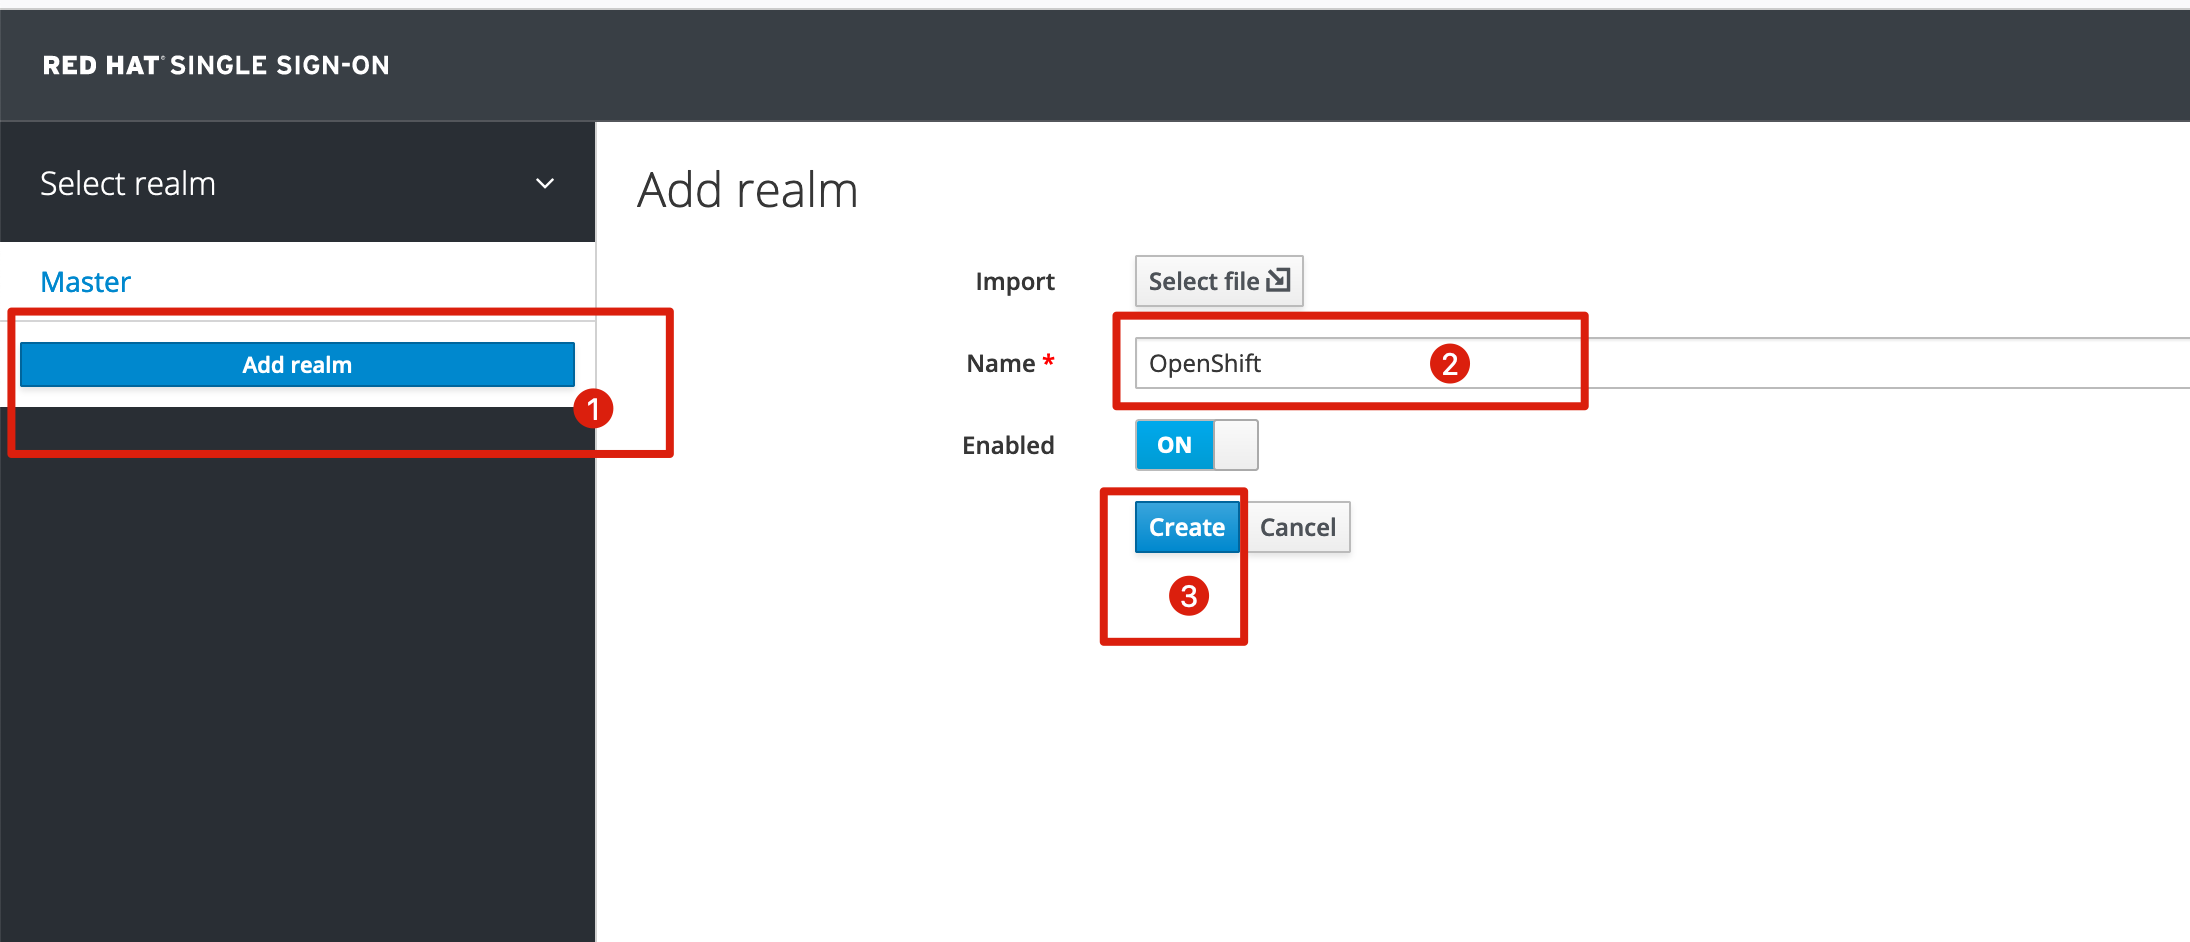 RED HAT® SINGLE SIGN-ON
Select realm
Master
Add realm
1
Add realm
Import Select file
Name * OpenShift 2
Enabled ON
Create Cancel
3